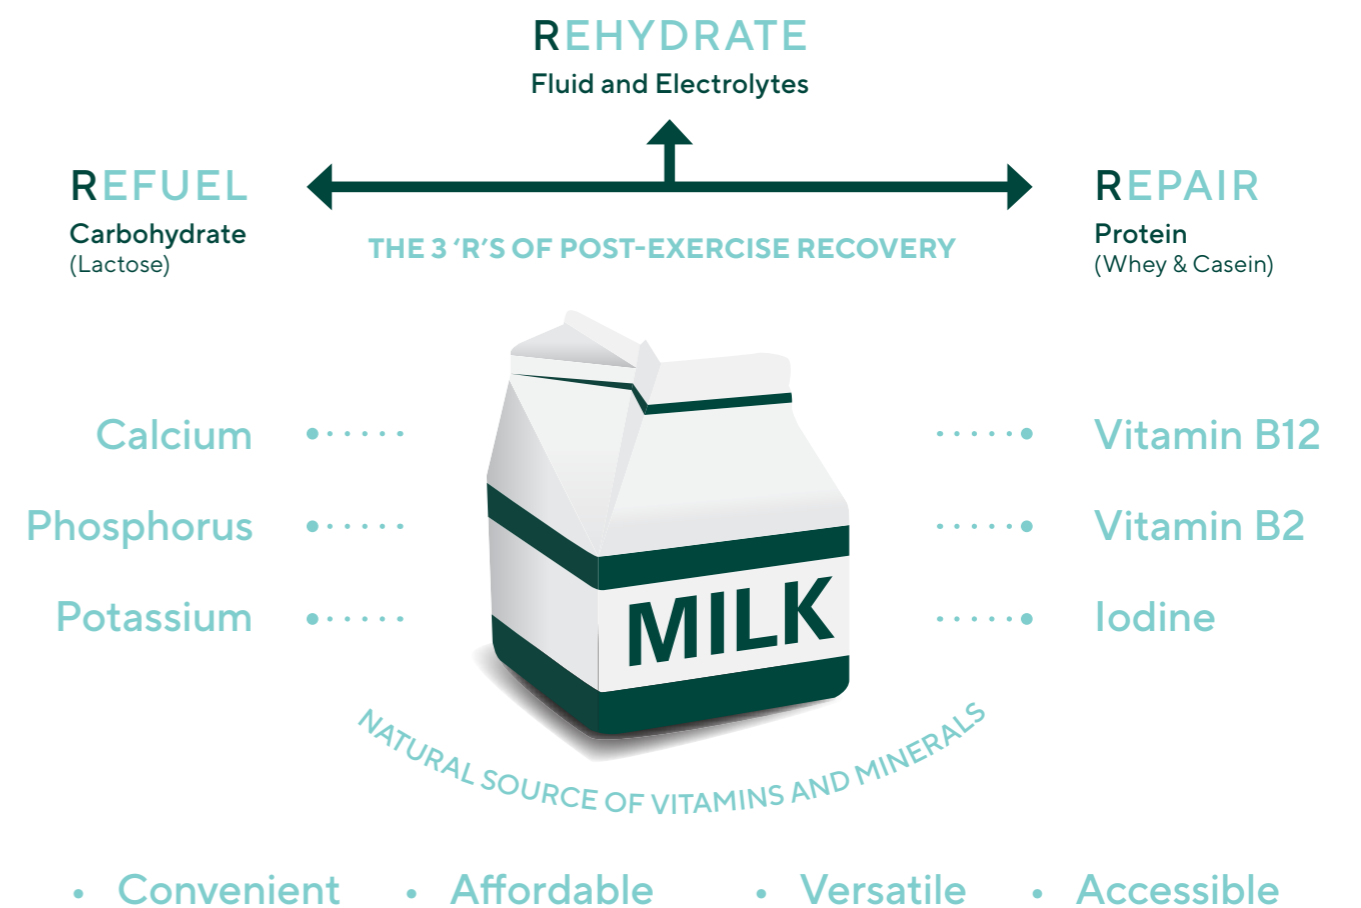 REHYDRATE
Fluid and Electrolytes
REFUEL
Carbohydrate
(Lactose)
REPAIR
Protein
(Whey & Casein)
THE 3 ‘R’S OF POST-EXERCISE RECOVERY
Calcium
Phosphorus
Potassium
MILK
Vitamin B12
Vitamin B2
Iodine
NATURAL SOURCE OF VITAMINS AND MINERALS
• Convenient • Affordable • Versatile • Accessible